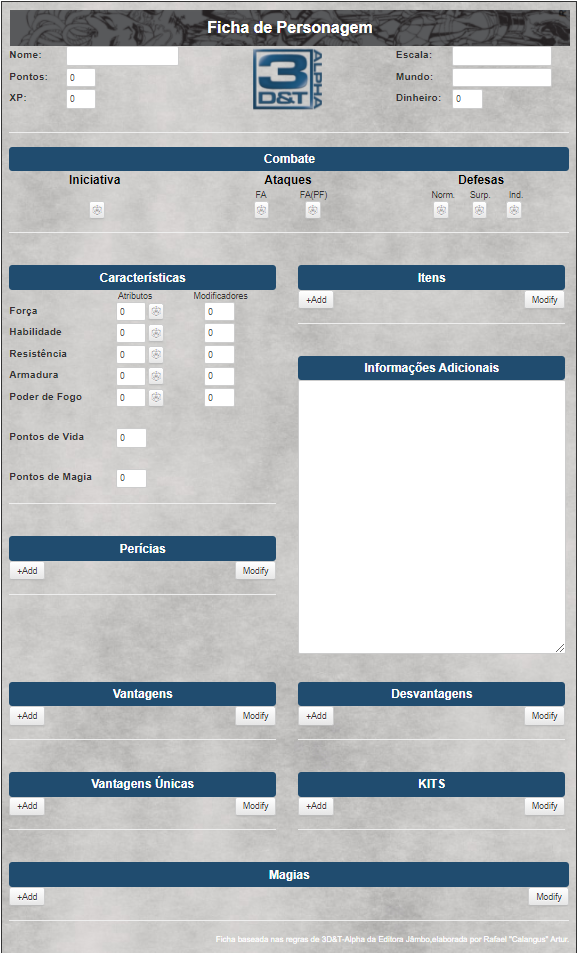 Ficha de Personagem
Nome:
Escala:
Pontos: 0
Mundo:
XP: 0
Dinheiro: 0
3D&T ALPHA
Combate
Iniciativa Ataques Defesas
FA FA(PF) Norm. Surp. Ind.
Características
Atributos Modificadores
Força 0 0
Habilidade 0 0
Resistência 0 0
Armadura 0 0
Poder de Fogo 0 0
Pontos de Vida 0
Pontos de Magia 0
Itens
+Add Modify
Informações Adicionais
Perícias
+Add Modify
Vantagens
+Add Modify
Desvantagens
+Add Modify
Vantagens Únicas
+Add Modify
KITS
+Add Modify
Magias
+Add Modify
Ficha baseada nas regras de 3D&T-Alpha da Editora Jâmbo,elaborada por Rafael "Calangus" Artur.